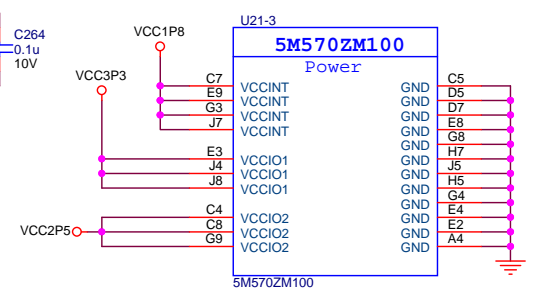 C264
0.1u
10V
U21-3
5M570ZM100
Power
VCC1P8
VCC3P3
VCC2P5
C7 VCCINT
E9 VCCINT
G3 VCCINT
J7 VCCINT
E3 VCCIO1
J4 VCCIO1
J8 VCCIO1
C4 VCCIO2
C8 VCCIO2
G9 VCCIO2
GND C5
GND D5
GND D7
GND E8
GND G8
GND H7
GND J5
GND H5
GND G4
GND E4
GND E2
GND A4
5M570ZM100